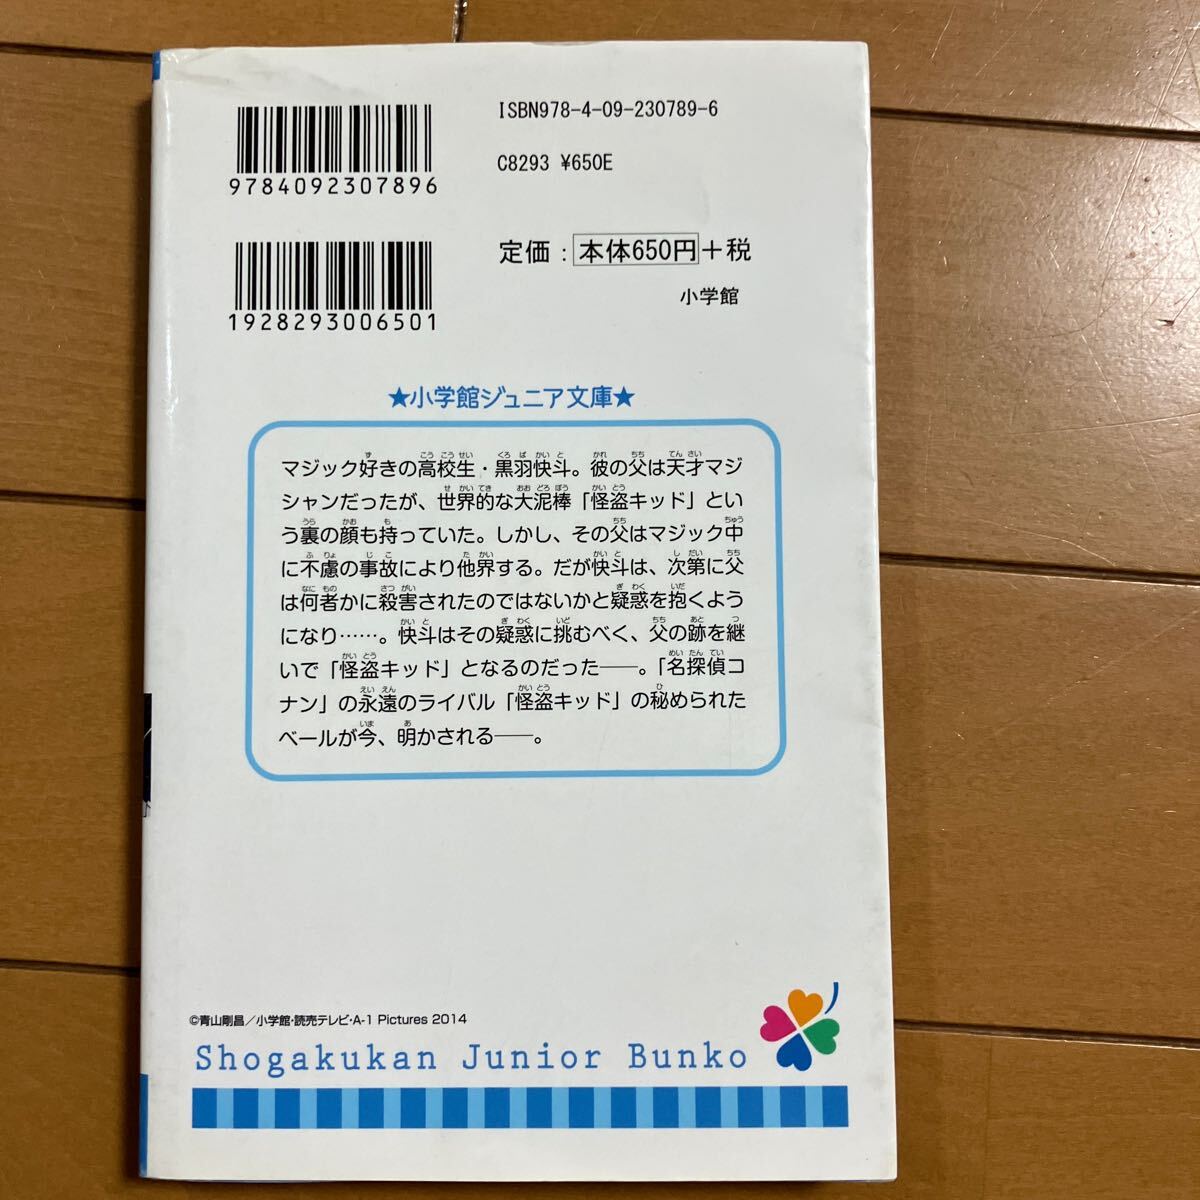 ISBN978-4-09-230789-6
9784092307896
C8293 ¥650E
定価：本体650円＋税
小学館
1928293006501
★小学館ジュニア文庫★
マジック好きの高校生・黒羽快斗。彼の父は天才マジ
シャンだったが、世界的な大泥棒「怪盗キッド」とい
う裏の顔も持っていた。しかし、その父はマジック中
に不慮の事故により他界する。だが快斗は、次第に父
は何者かに殺害されたのではないかと疑惑を抱くよう
になり……。快斗はその疑惑に挑むべく、父の跡を継
いで「怪盗キッド」となるのだった――。「名探偵コ
ナン」の永遠のライバル「怪盗キッド」の秘められた
ベールが今、明かされる――。
©青山剛昌／小学館・読売テレビ・A-1 Pictures 2014
Shogakukan Junior Bunko